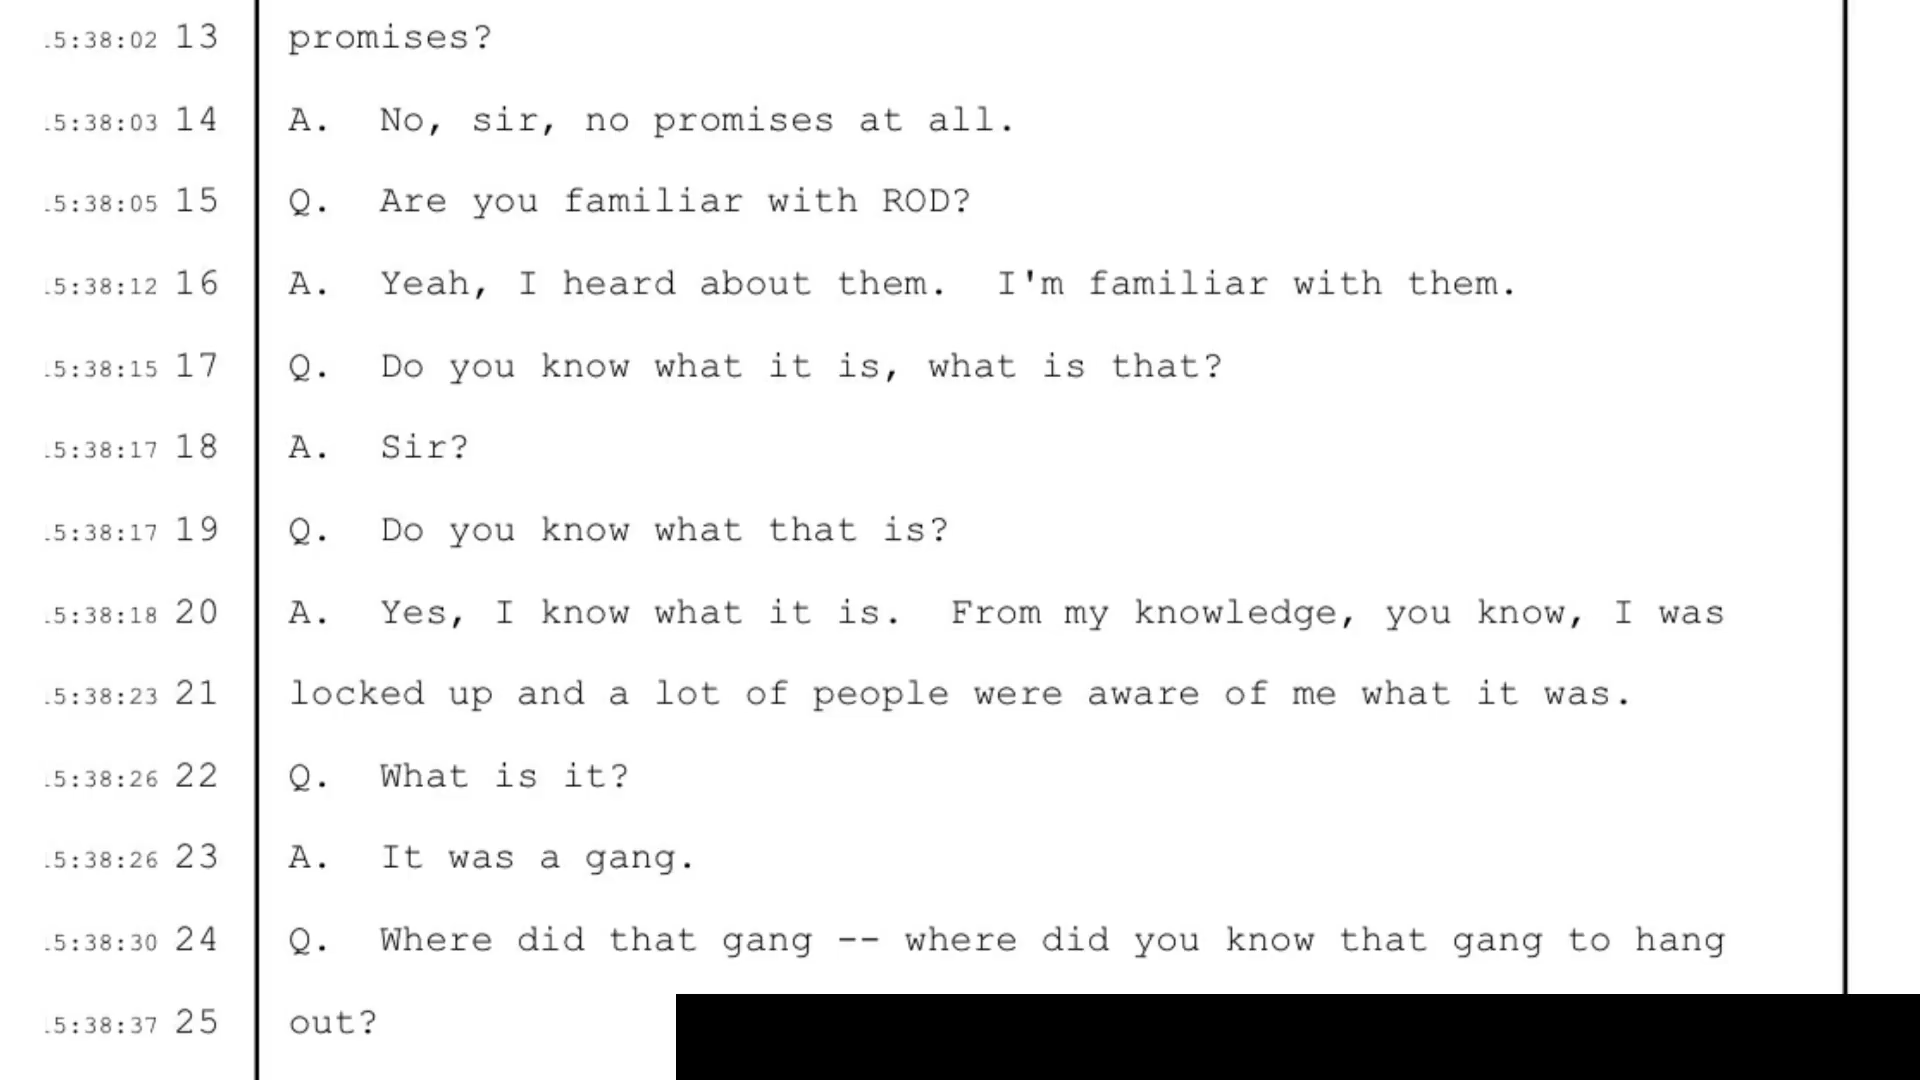 .5:38:02 13 promises?
.5:38:03 14 A. No, sir, no promises at all.
.5:38:05 15 Q. Are you familiar with ROD?
.5:38:12 16 A. Yeah, I heard about them. I'm familiar with them.
.5:38:15 17 Q. Do you know what it is, what is that?
.5:38:17 18 A. Sir?
.5:38:17 19 Q. Do you know what that is?
.5:38:18 20 A. Yes, I know what it is. From my knowledge, you know, I was
.5:38:23 21 locked up and a lot of people were aware of me what it was.
.5:38:26 22 Q. What is it?
.5:38:26 23 A. It was a gang.
.5:38:30 24 Q. Where did that gang -- where did you know that gang to hang
.5:38:37 25 out?